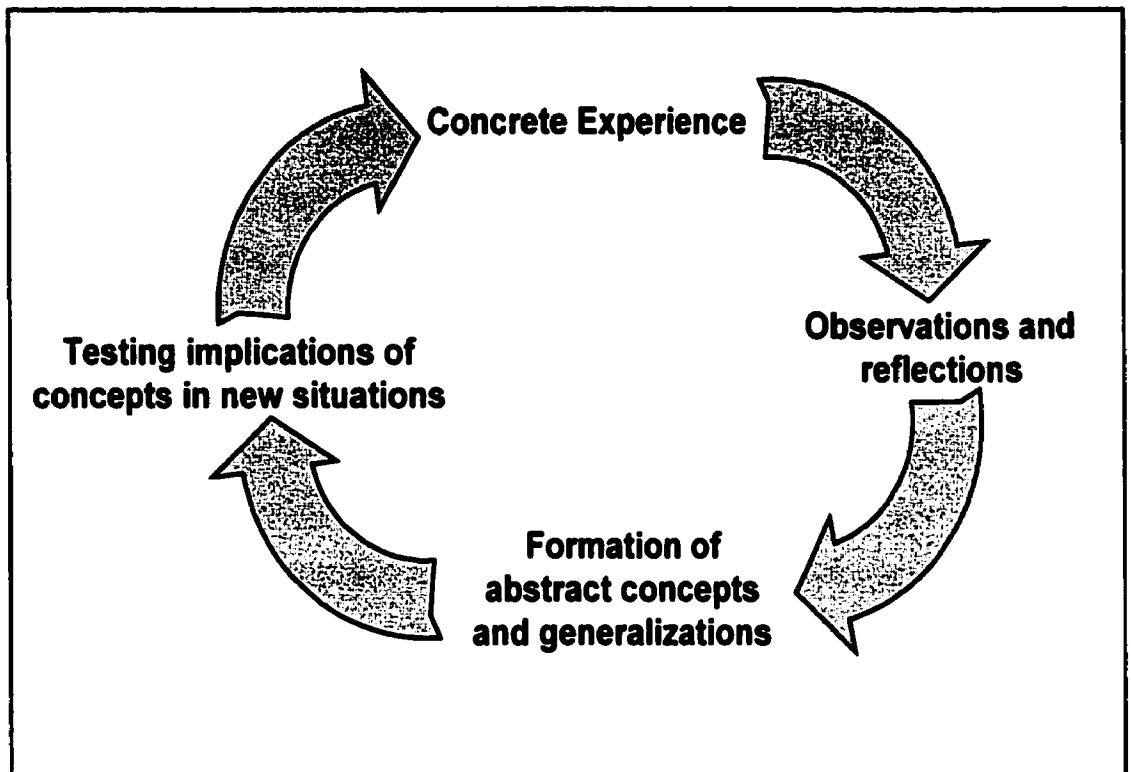 Concrete Experience
Observations and
reflections
Formation of
abstract concepts
and generalizations
Testing implications of
concepts in new situations